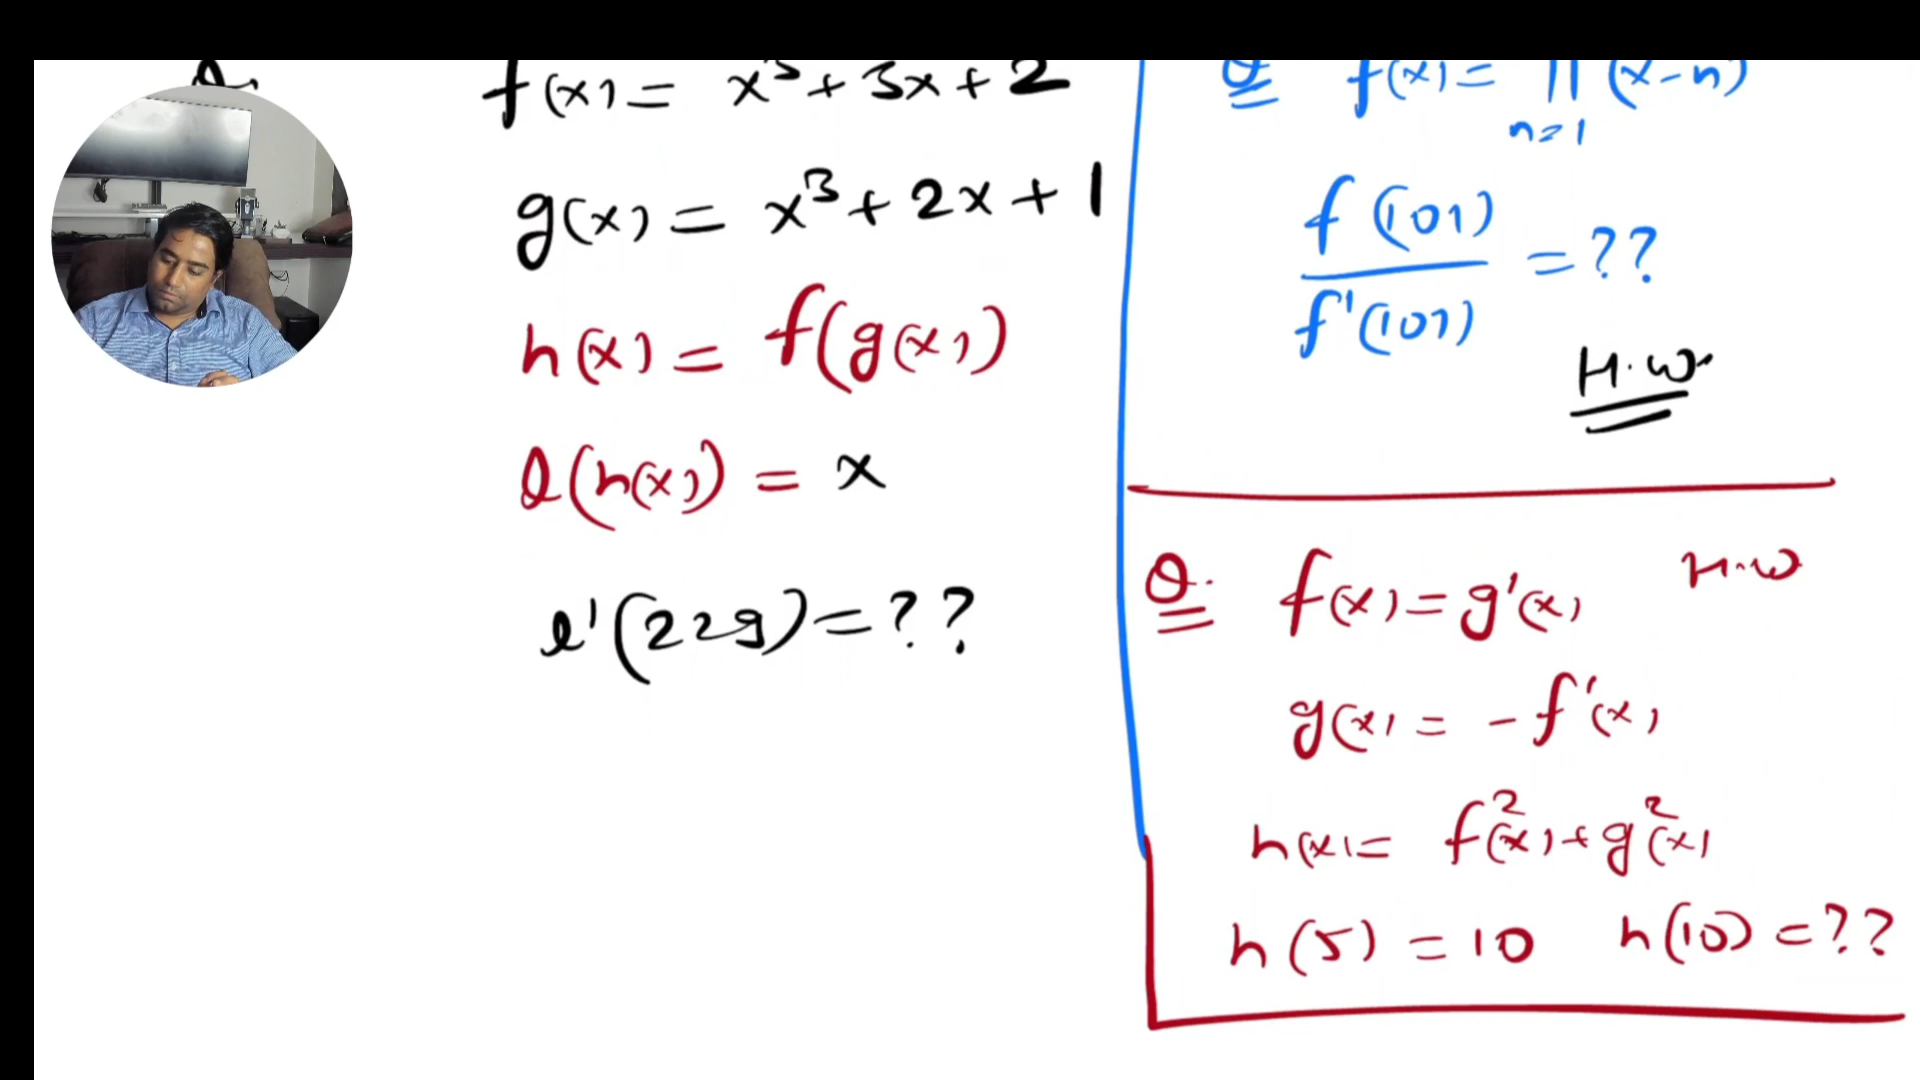 Q. f(x) = x³ + 3x + 2
g(x) = x³ + 2x + 1
h(x) = f(g(x))
l(h(x)) = x
l'(229) = ??
Q f(x) = ∏ (x-n)
n=1
f(101)
f'(101)
= ??
H.W.
Q. f(x) = g'(x) H.W
g(x) = -f'(x)
h(x) = f²(x) + g²(x)
h(5) = 10 h(10) = ??